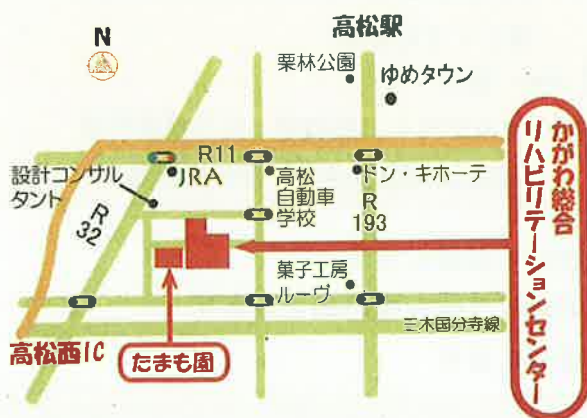 高松駅
N
栗林公園
ゆめタウン
R11
JRA
高松
自動車
学校
ドン・キホーテ
R
193
設計コンサル
タント
R
32
菓子工房
ルーヴ
三木国分寺線
高松西IC
たまも園
かがわ総合
リハビリテーションセンター